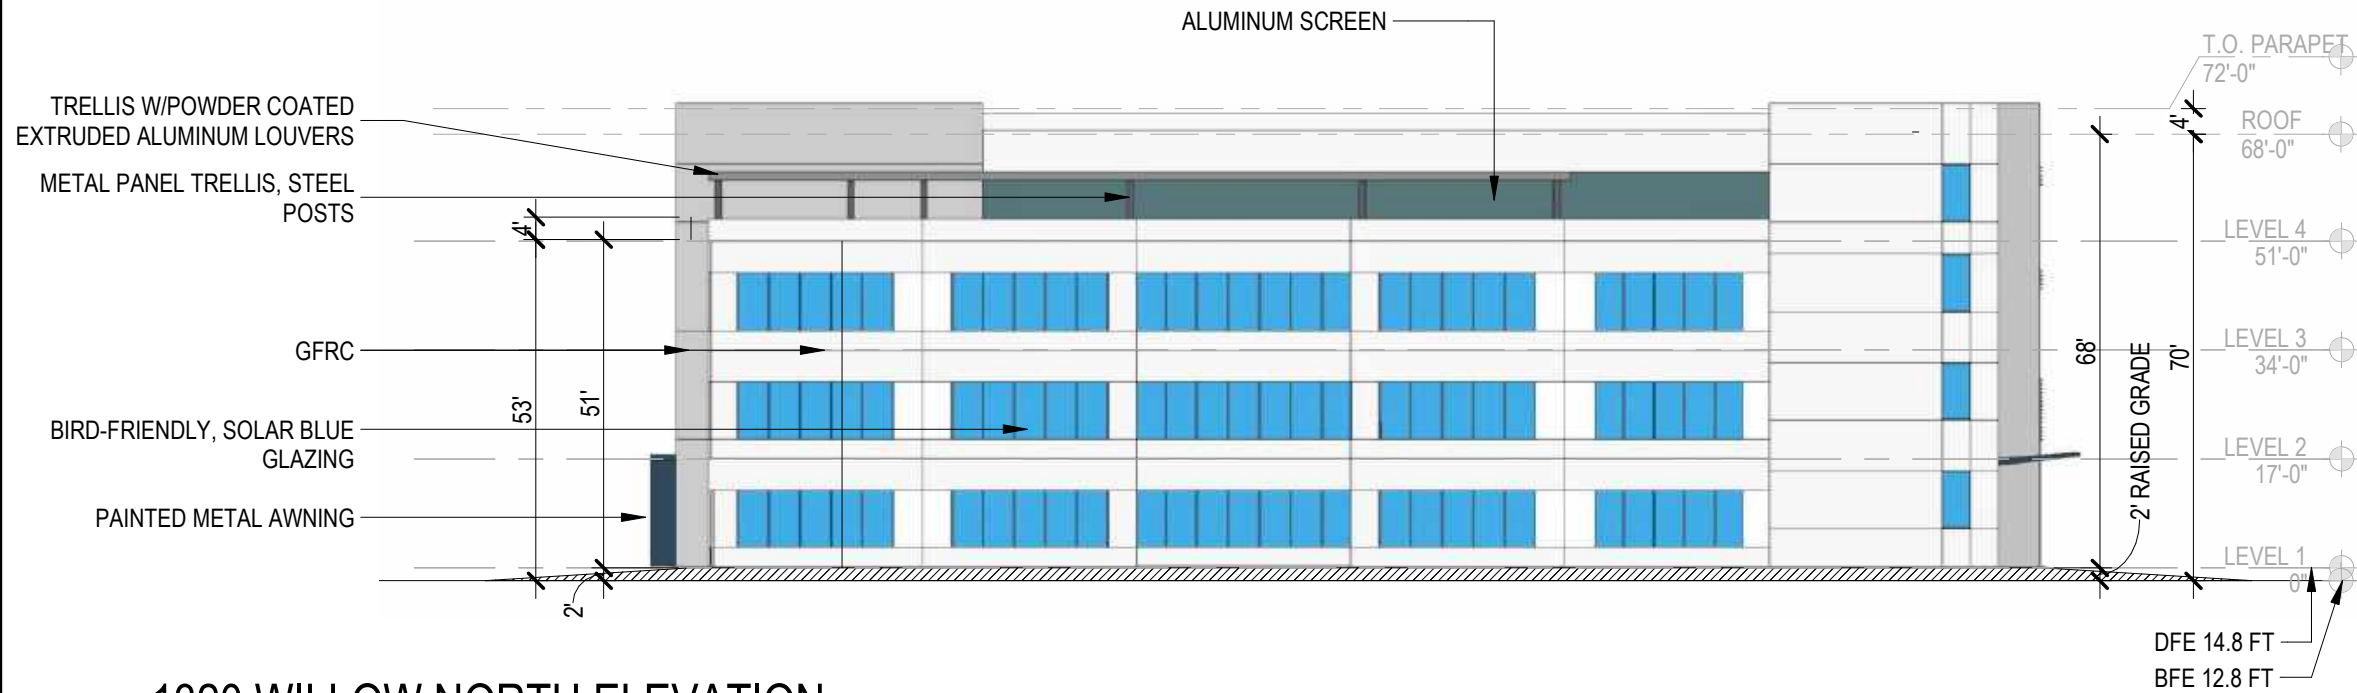 ALUMINUM SCREEN
T.O. PARAPET
72'-0"
TRELLIS W/POWDER COATED
EXTRUDED ALUMINUM LOUVERS
4'
ROOF
68'-0"
METAL PANEL TRELLIS, STEEL
POSTS
4'
LEVEL 4
51'-0"
GFRC
LEVEL 3
34'-0"
68'
70'
53'
51'
2' RAISED GRADE
BIRD-FRIENDLY, SOLAR BLUE
GLAZING
LEVEL 2
17'-0"
PAINTED METAL AWNING
LEVEL 1
0"
2'
DFE 14.8 FT
BFE 12.8 FT
WILLOW NORTH ELEVATION